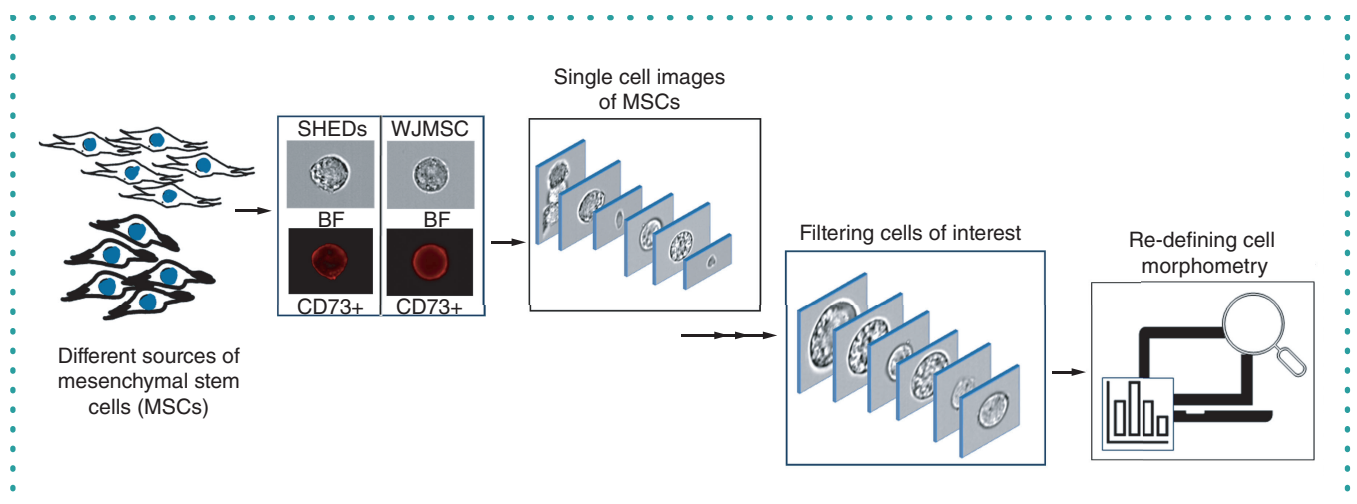 Different sources of
mesenchymal stem
cells (MSCs)
SHEDs WJMSC
BF BF
CD73+ CD73+
Single cell images
of MSCs
Filtering cells of interest
Re-defining cell
morphometry